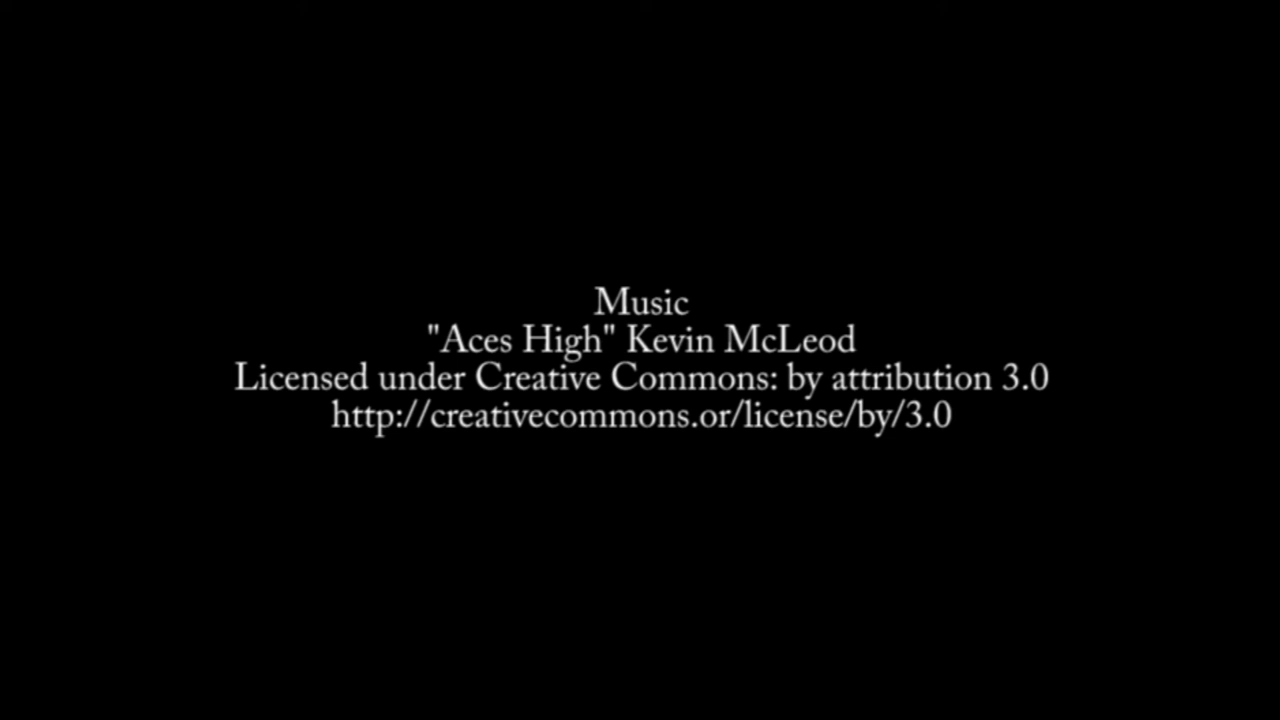 Music
"Aces High" Kevin McLeod
Licensed under Creative Commons: by attribution 3.0
http://creativecommons.or/license/by/3.0